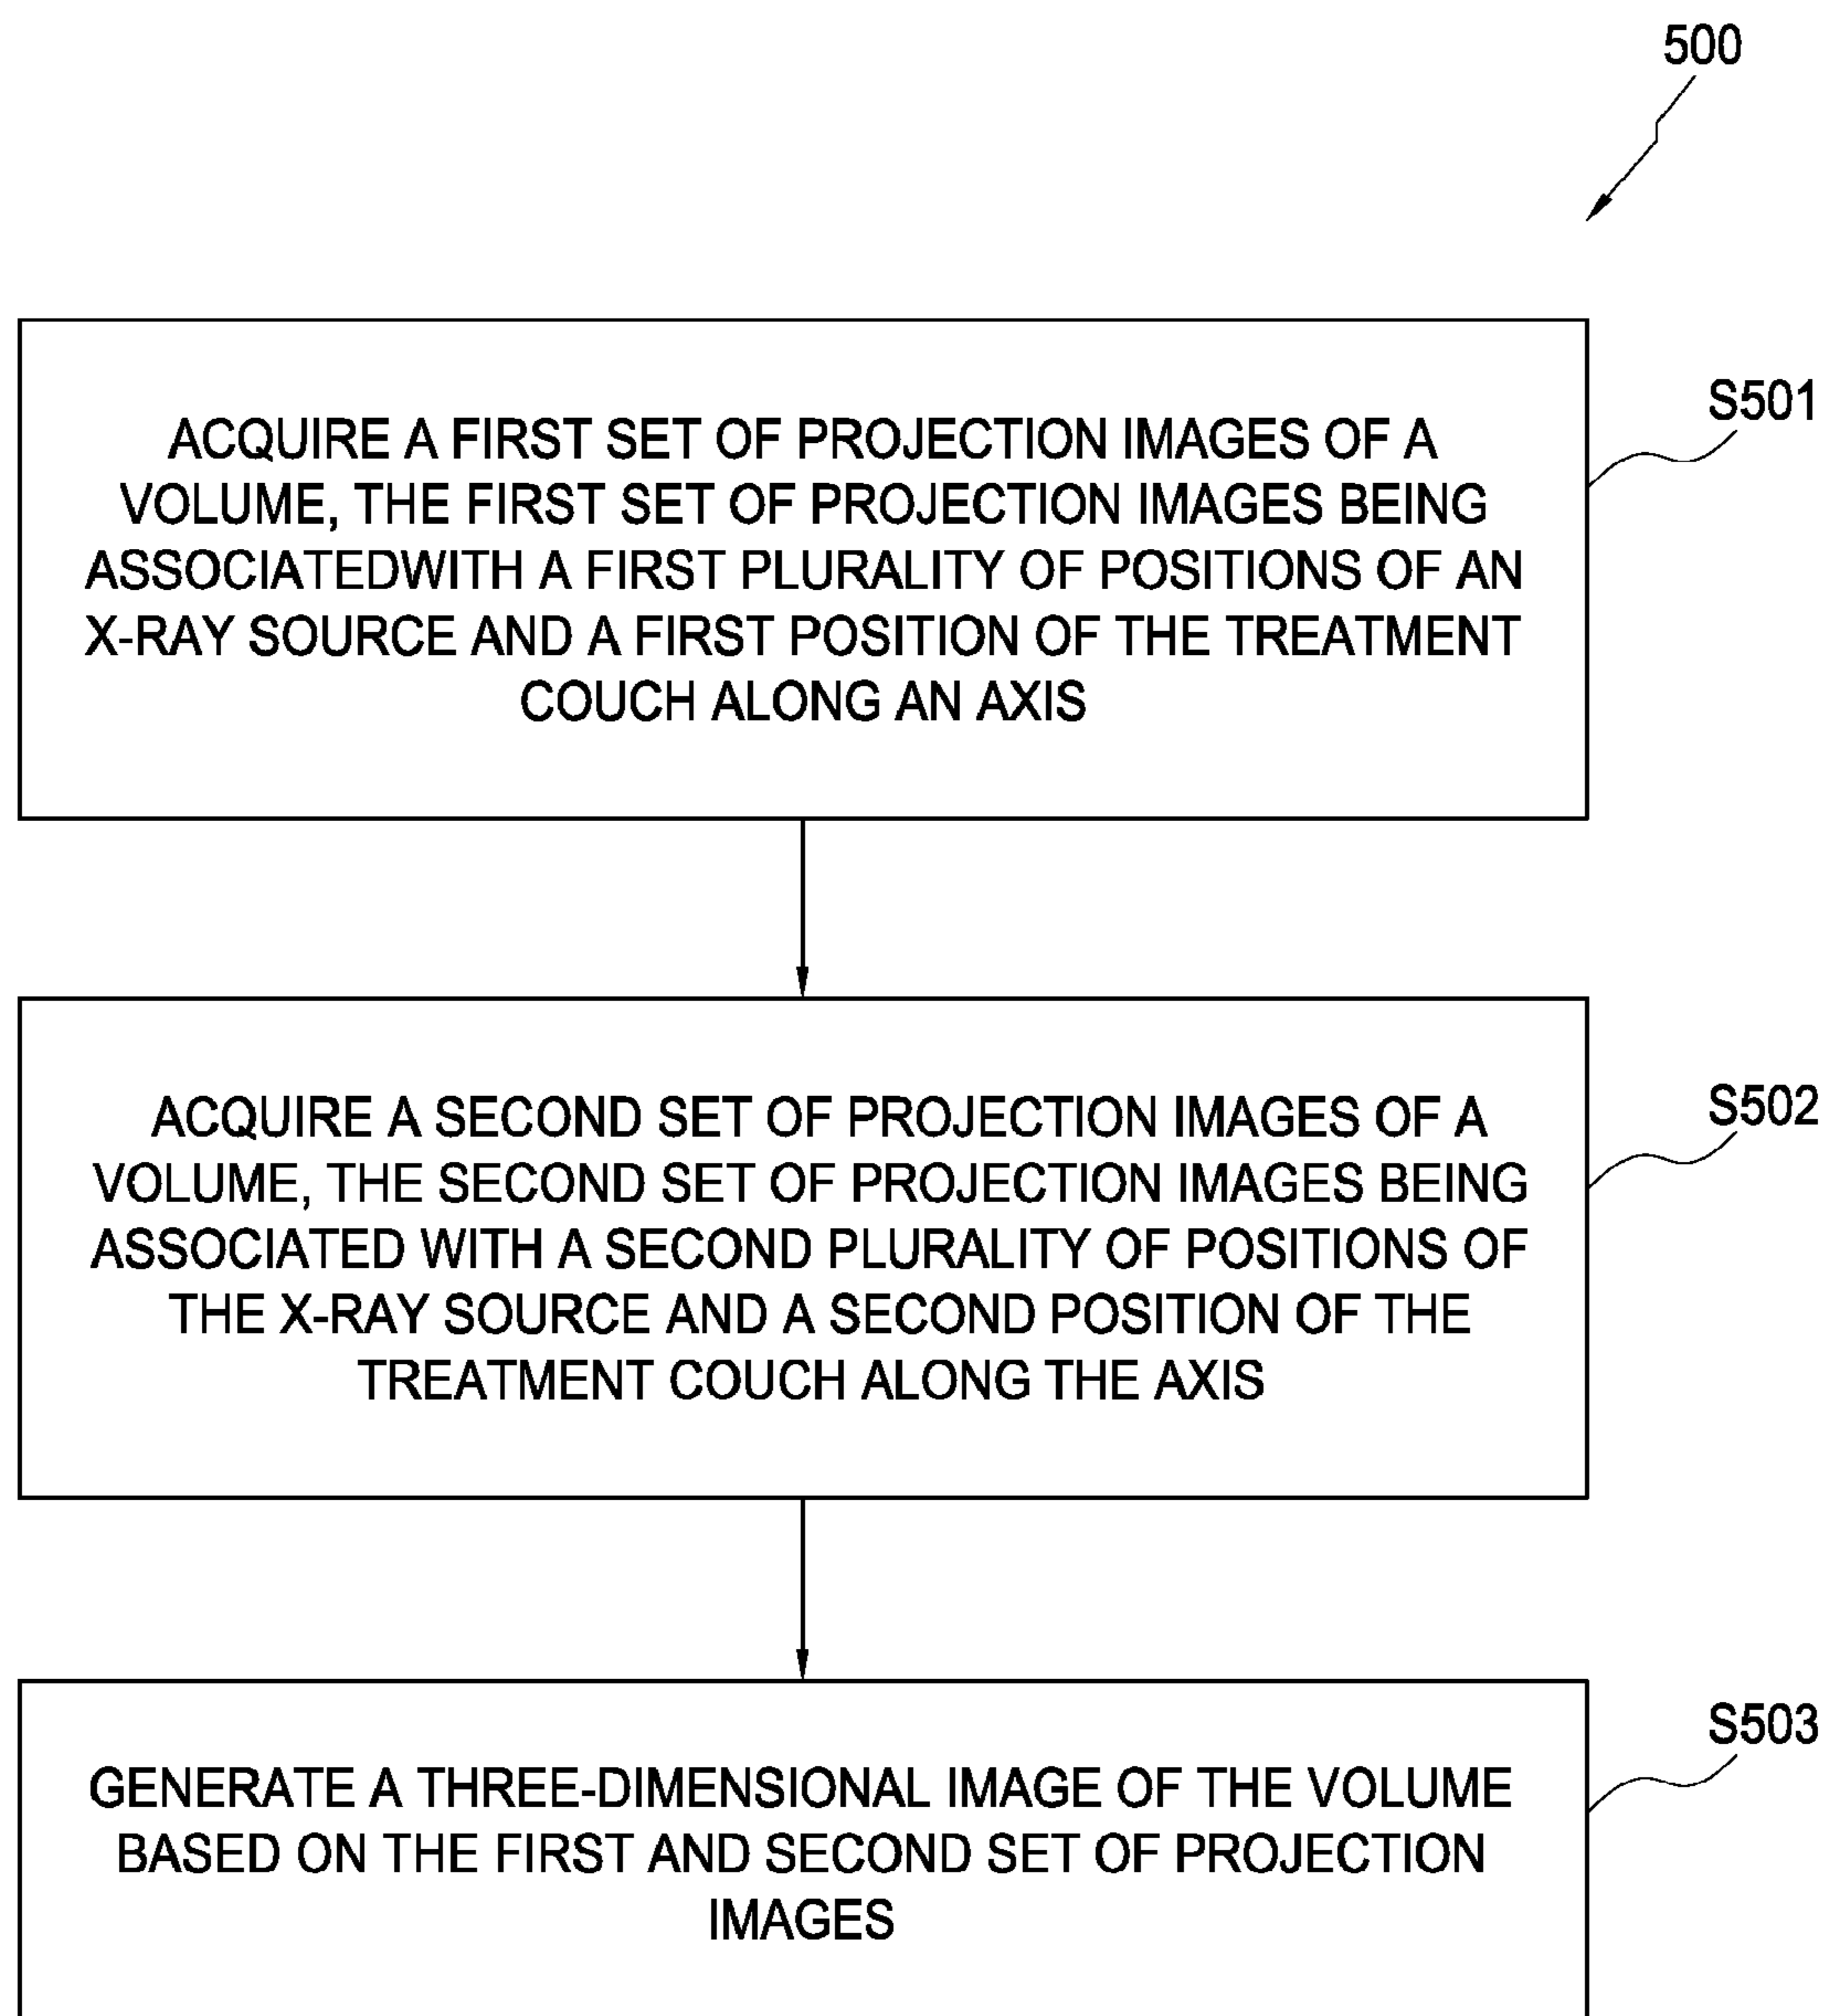 500
S501
ACQUIRE A FIRST SET OF PROJECTION IMAGES OF A
VOLUME, THE FIRST SET OF PROJECTION IMAGES BEING
ASSOCIATEDWITH A FIRST PLURALITY OF POSITIONS OF AN
X-RAY SOURCE AND A FIRST POSITION OF THE TREATMENT
COUCH ALONG AN AXIS
S502
ACQUIRE A SECOND SET OF PROJECTION IMAGES OF A
VOLUME, THE SECOND SET OF PROJECTION IMAGES BEING
ASSOCIATED WITH A SECOND PLURALITY OF POSITIONS OF
THE X-RAY SOURCE AND A SECOND POSITION OF THE
TREATMENT COUCH ALONG THE AXIS
S503
GENERATE A THREE-DIMENSIONAL IMAGE OF THE VOLUME
BASED ON THE FIRST AND SECOND SET OF PROJECTION
IMAGES